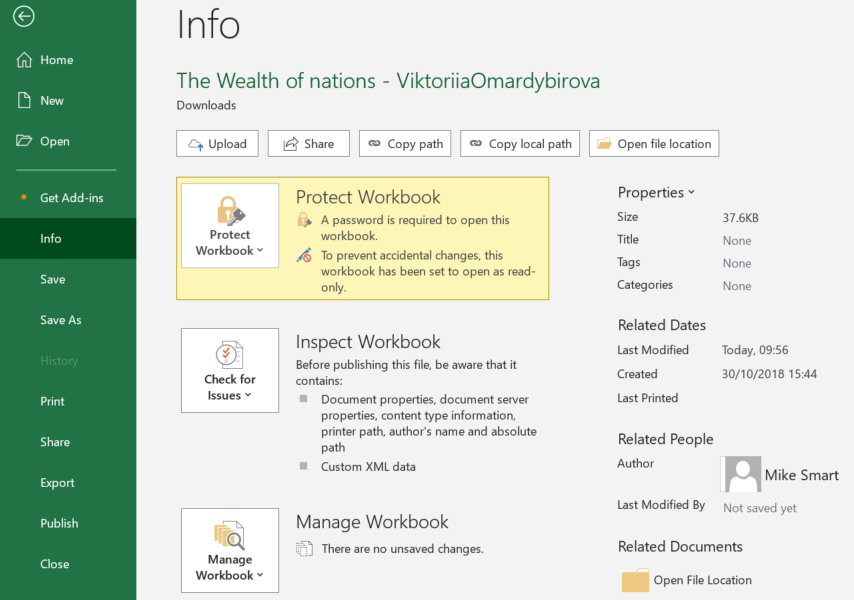 Info
Home
New
Open
Get Add-ins
Info
Save
Save As
History
Print
Share
Export
Publish
Close
The Wealth of nations - ViktoriiaOmardybirova
Downloads
Upload
Share
Copy path
Copy local path
Open file location
Protect
Workbook
Protect Workbook
A password is required to open this
workbook.
To prevent accidental changes, this
workbook has been set to open as read-
only.
Check for
Issues
Inspect Workbook
Before publishing this file, be aware that it
contains:
Document properties, document server
properties, content type information,
printer path, author's name and absolute
path
Custom XML data
Manage
Workbook
Manage Workbook
There are no unsaved changes.
Properties
Size 37.6KB
Title None
Tags None
Categories None
Related Dates
Last Modified Today, 09:56
Created 30/10/2018 15:44
Last Printed
Related People
Author Mike Smart
Last Modified By Not saved yet
Related Documents
Open File Location